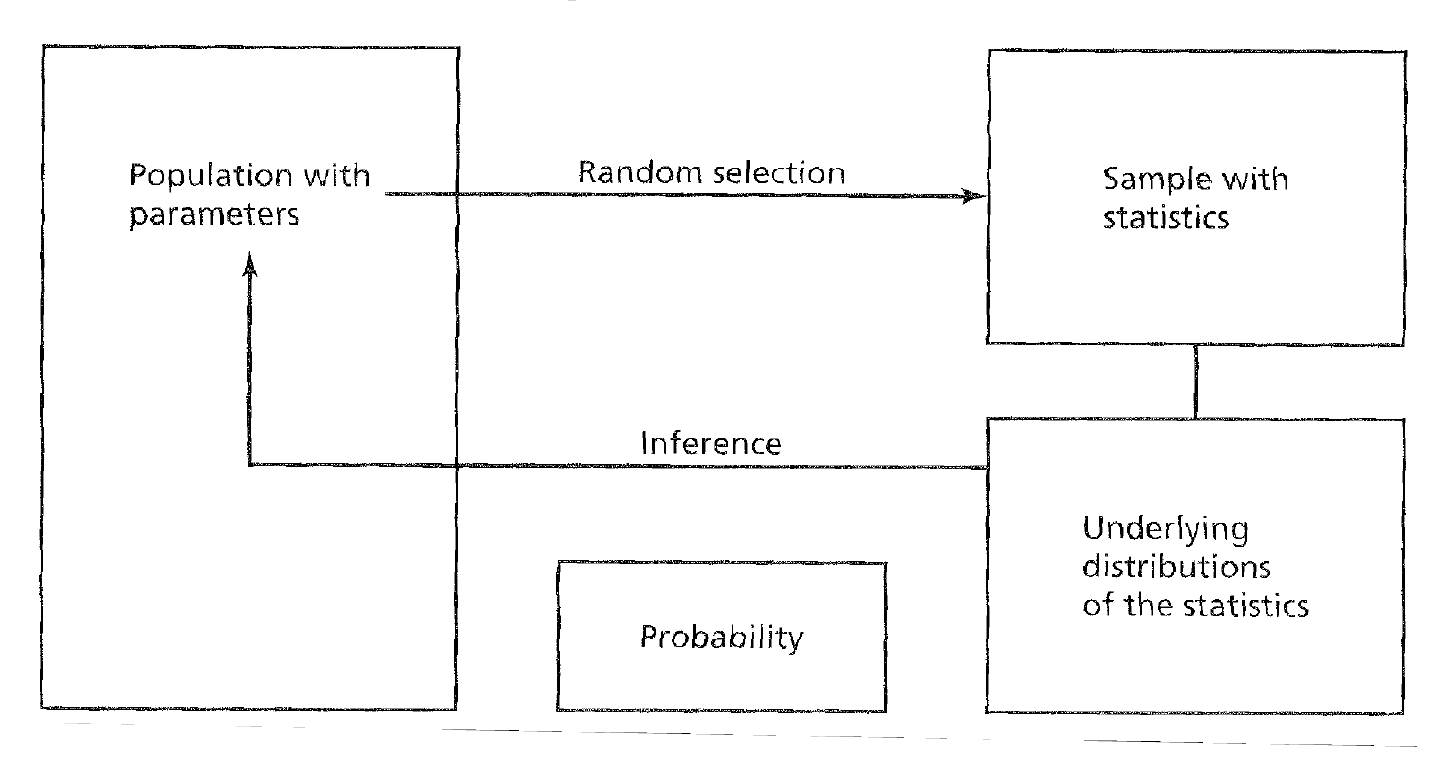 Population with
parameters
Random selection
Sample with
statistics
Inference
Underlying
distributions
of the statistics
Probability